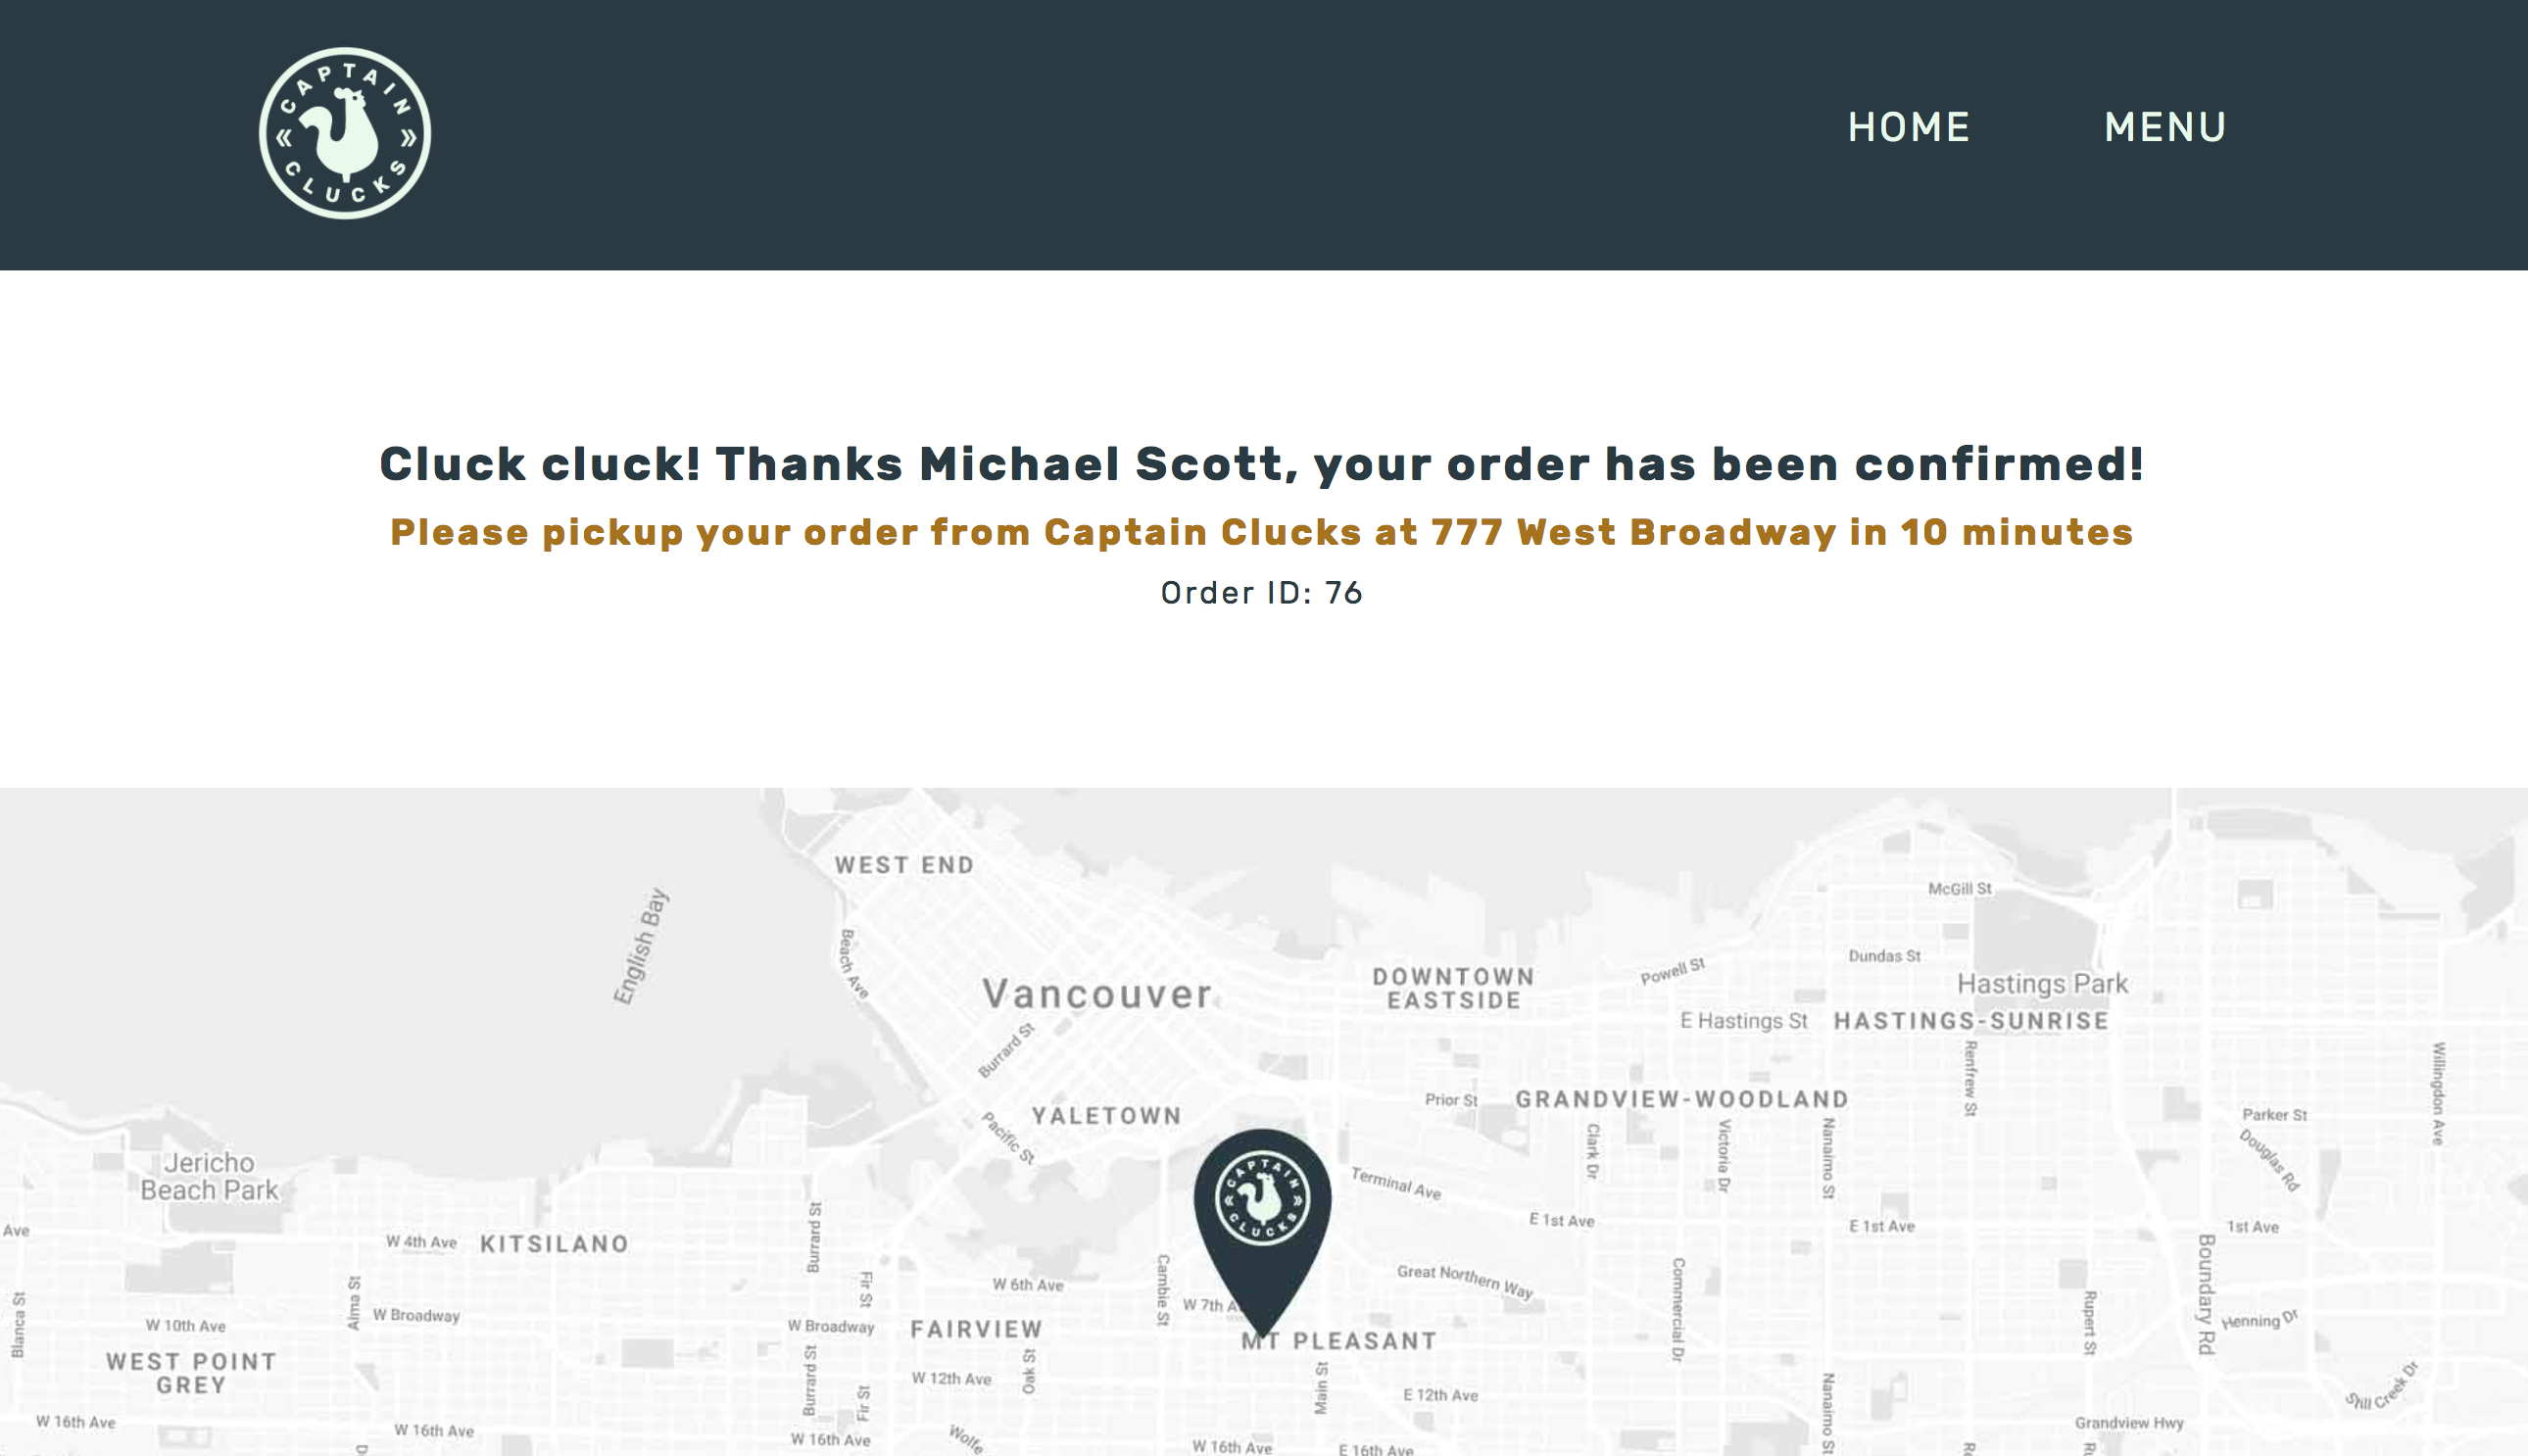 CAPTAIN
CLUCKS
HOME
MENU
Cluck cluck! Thanks Michael Scott, your order has been confirmed!
Please pickup your order from Captain Clucks at 777 West Broadway in 10 minutes
Order ID: 76
WEST END
McGill St
English Bay
Beach Ave
Vancouver
DOWNTOWN
EASTSIDE
Powell St
Dundas St
Hastings Park
E Hastings St
HASTINGS-SUNRISE
Burrard St
Renfrew St
Willingdon Ave
YALETOWN
Prior St
GRANDVIEW-WOODLAND
Parker St
Pacific St
Clark Dr
Victoria Dr
Nanaimo St
Douglas Rd
Jericho
Beach Park
CAPTAIN
CLUCKS
Terminal Ave
Ave
W 4th Ave
KITSILANO
Burrard St
E 1st Ave
E 1st Ave
1st Ave
Boundary Rd
Blanca St
Alma St
Fir St
W 6th Ave
Cambie St
Great Northern Way
Commercial Dr
Rupert St
W 10th Ave
W Broadway
W Broadway
FAIRVIEW
W 7th A
MT PLEASANT
Henning Dr
WEST POINT
GREY
Burrard St
Fir St
W 12th Ave
Oak St
Main St
E 12th Ave
Nanaimo St
Still Creek Dr
W 16th Ave
W 16th Ave
D
W 16th Ave
Wolfe
W 16th Ave
E 16th Ave
Grandview Hwy
Re
Ru